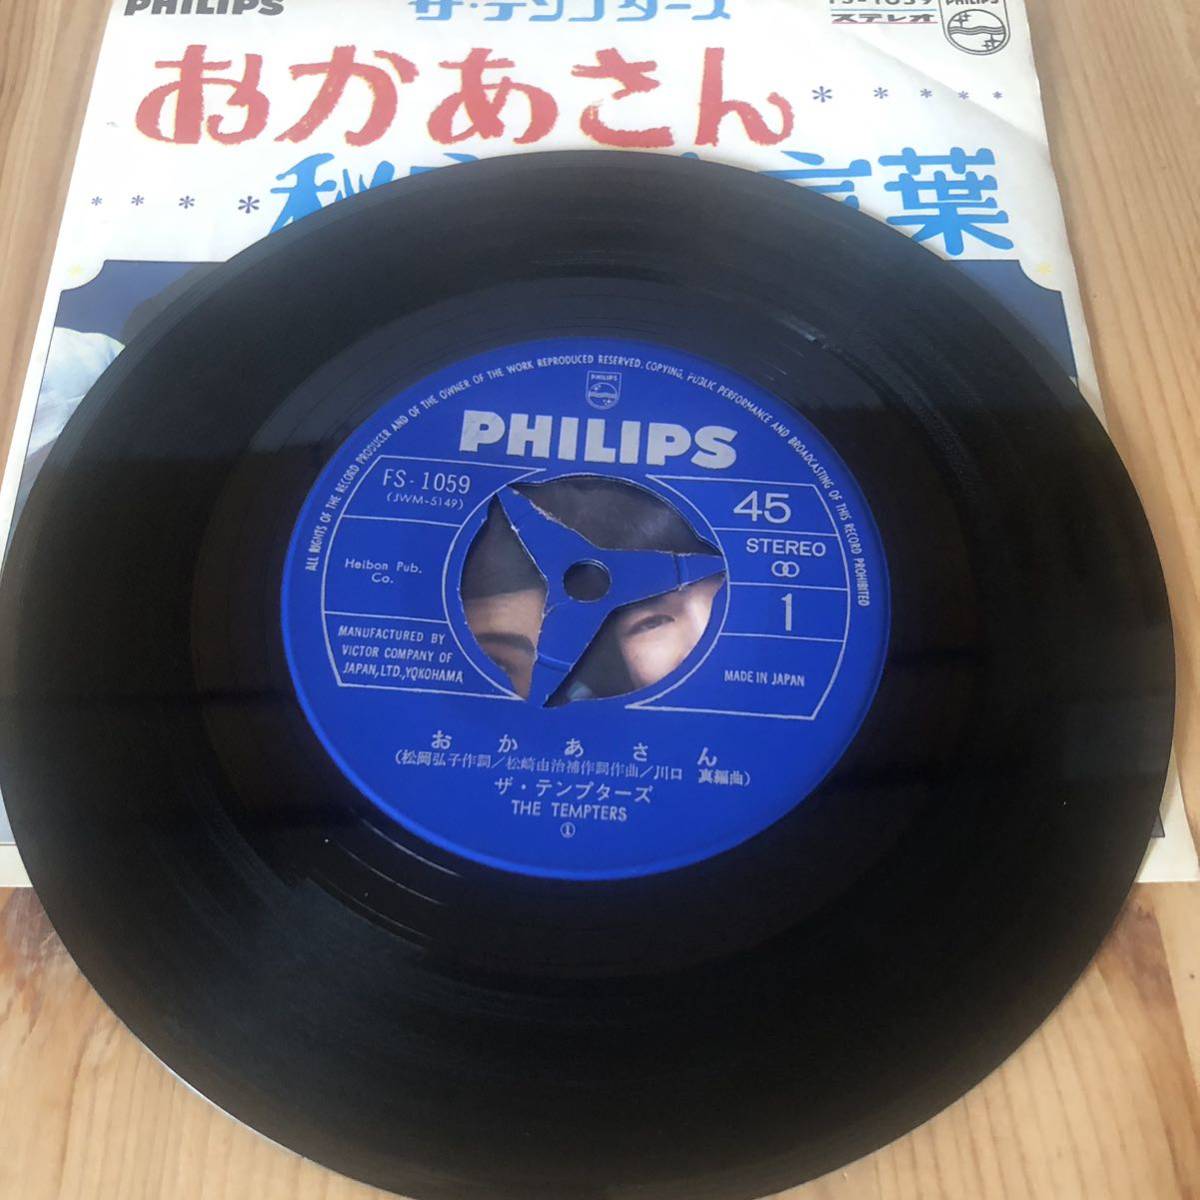 PHILIPS
ザ・テンプターズ
FS-1059
ステレオ
PHILIPS
おかあさん
秋 言葉
ALL RIGHTS OF THE RECORD PRODUCER AND OF THE OWNER OF THE WORK REPRODUCED RESERVED. COPYING, PUBLIC PERFORMANCE AND BROADCASTING OF THIS RECORD PROHIBITED
PHILIPS
PHILIPS
FS-1059
(JWM-5149)
45
STEREO
Heibon Pub. Co.
1
MANUFACTURED BY
VICTOR COMPANY OF
JAPAN,LTD.,YOKOHAMA
MADE IN JAPAN
おかあさん
(松岡弘子作詞/松崎由治補作詞作曲/川口 真編曲)
ザ・テンプターズ
THE TEMPTERS
①